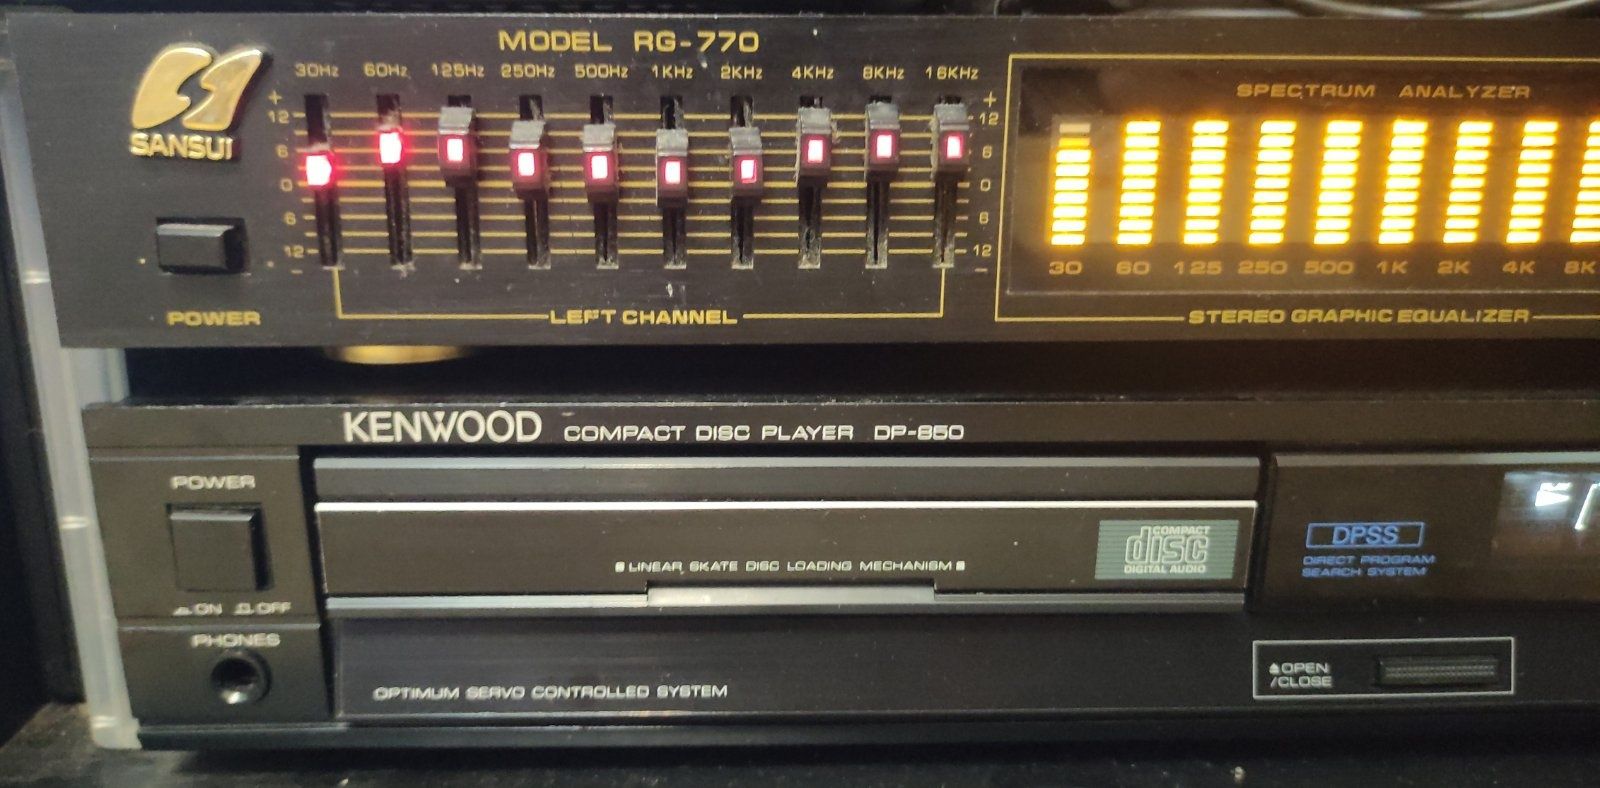 MODEL RG-770
30Hz 60Hz 125Hz 250Hz 500Hz 1KHz 2KHz 4KHz 8KHz 16KHz
SANSUI
+ +
12 12
6 6
0 0
6 6
12 12
- -
POWER
LEFT CHANNEL
SPECTRUM ANALYZER
30 60 125 250 500 1K 2K 4K 8K
STEREO GRAPHIC EQUALIZER
KENWOOD COMPACT DISC PLAYER DP-850
POWER
ON OFF
PHONES
LINEAR SKATE DISC LOADING MECHANISM
COMPACT
disc
DIGITAL AUDIO
DPSS
DIRECT PROGRAM
SEARCH SYSTEM
OPTIMUM SERVO CONTROLLED SYSTEM
OPEN
/CLOSE